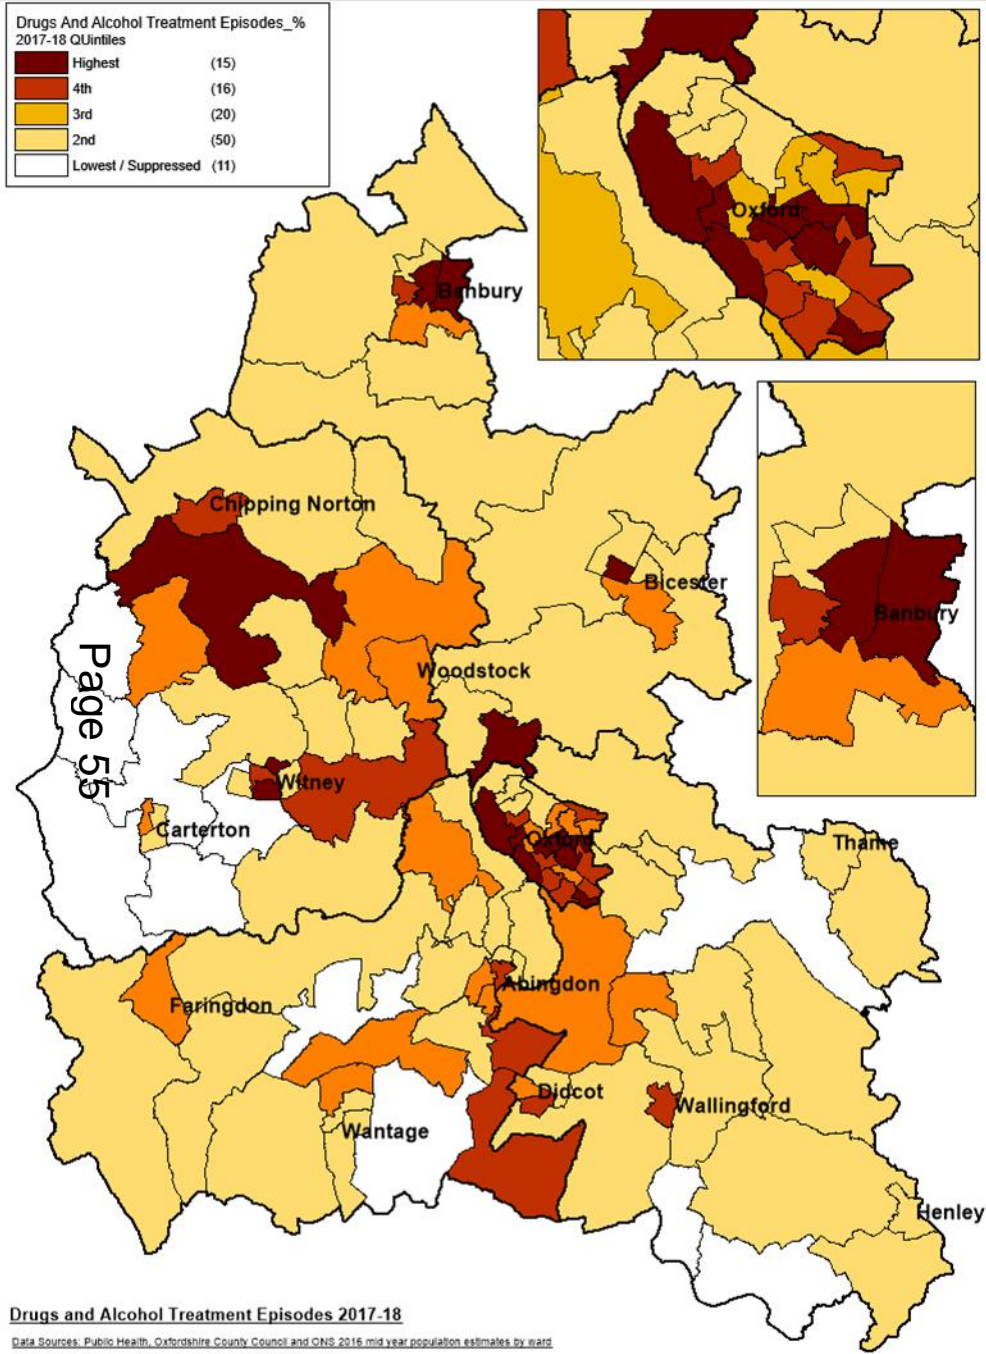 Drugs And Alcohol Treatment Episodes_%
2017-18 QUintiles
Highest (15)
4th (16)
3rd (20)
2nd (50)
Lowest / Suppressed (11)
Oxford
Banbury
Chipping Norton
Bicester
Banbury
Woodstock
Page 55
Witney
Carterton
Oxford
Thame
Abingdon
Faringdon
Didcot
Wallingford
Wantage
Henley
Drugs and Alcohol Treatment Episodes 2017-18
Data Sources: Public Health, Oxfordshire County Council and ONS 2016 mid year population estimates by ward